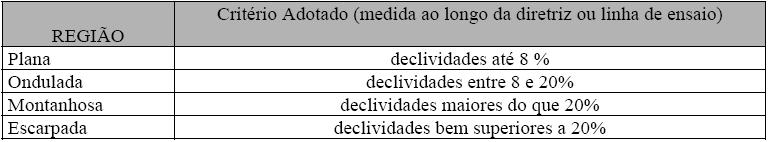 REGIÃO Critério Adotado (medida ao longo da diretriz ou linha de ensaio)
Plana declividades até 8 %
Ondulada declividades entre 8 e 20%
Montanhosa declividades maiores do que 20%
Escarpada declividades bem superiores a 20%